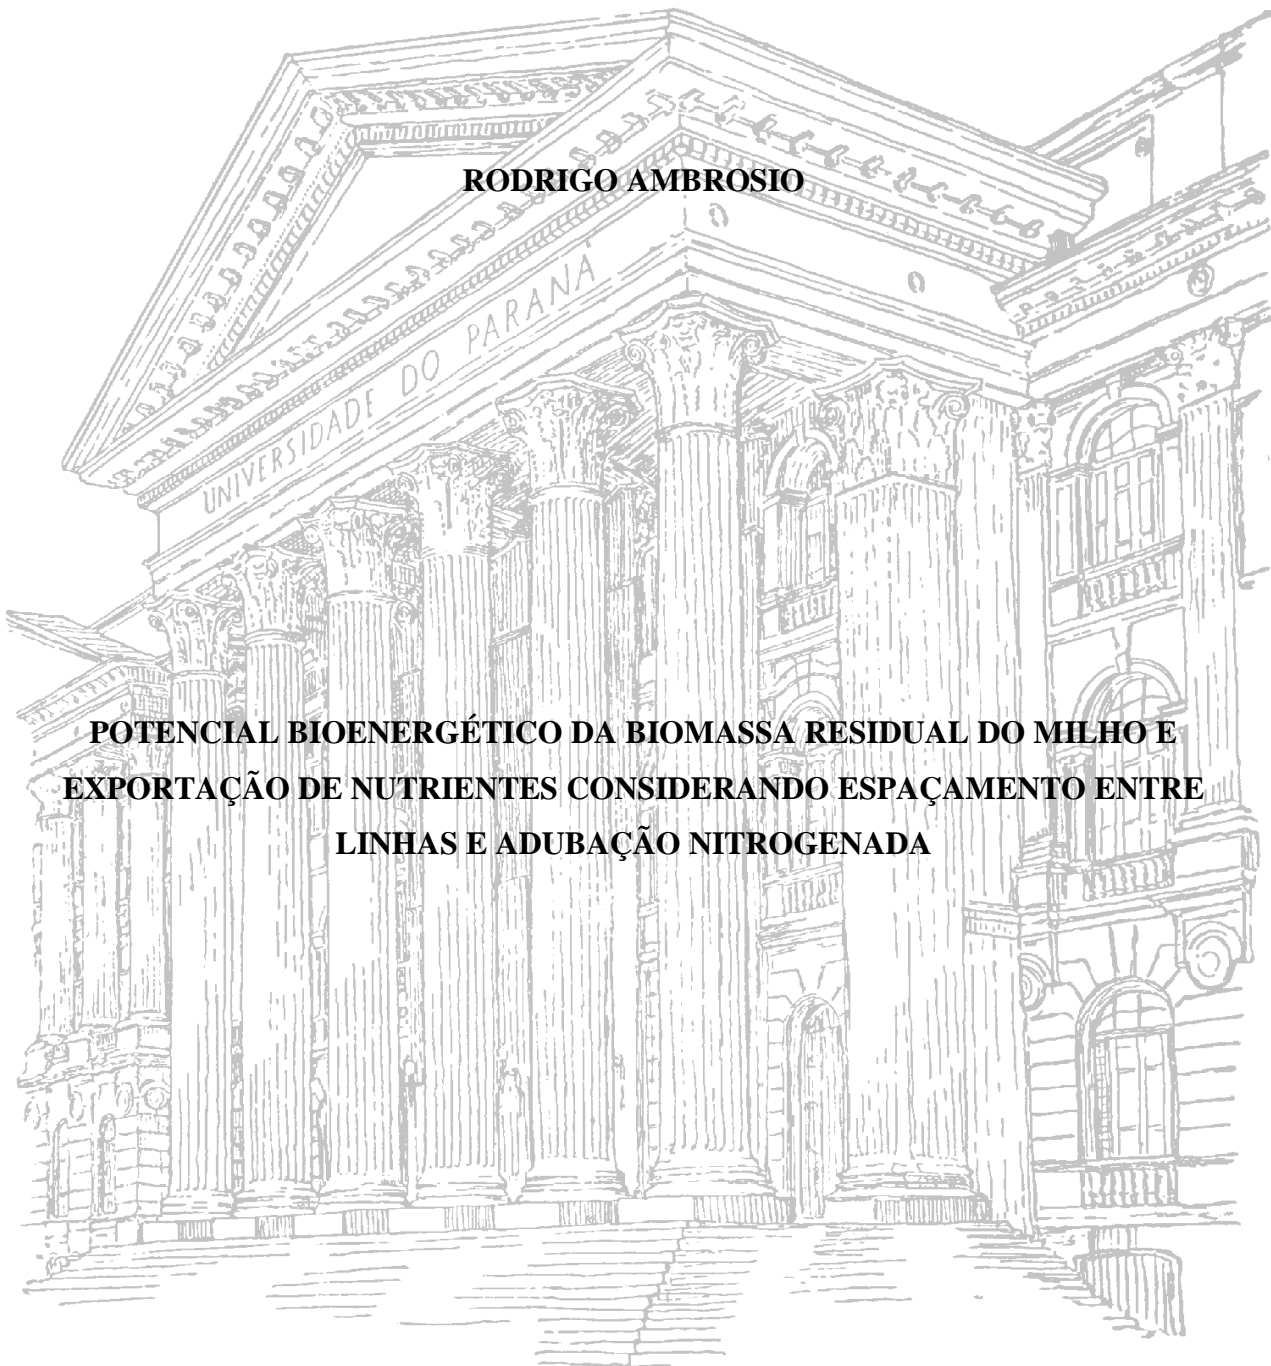 RODRIGO AMBROSIO
UNIVERSIDADE DO PARANÁ
POTENCIAL BIOENERGÉTICO DA BIOMASSA RESIDUAL DO MILHO E
EXPORTAÇÃO DE NUTRIENTES CONSIDERANDO ESPAÇAMENTO ENTRE
LINHAS E ADUBAÇÃO NITROGENADA